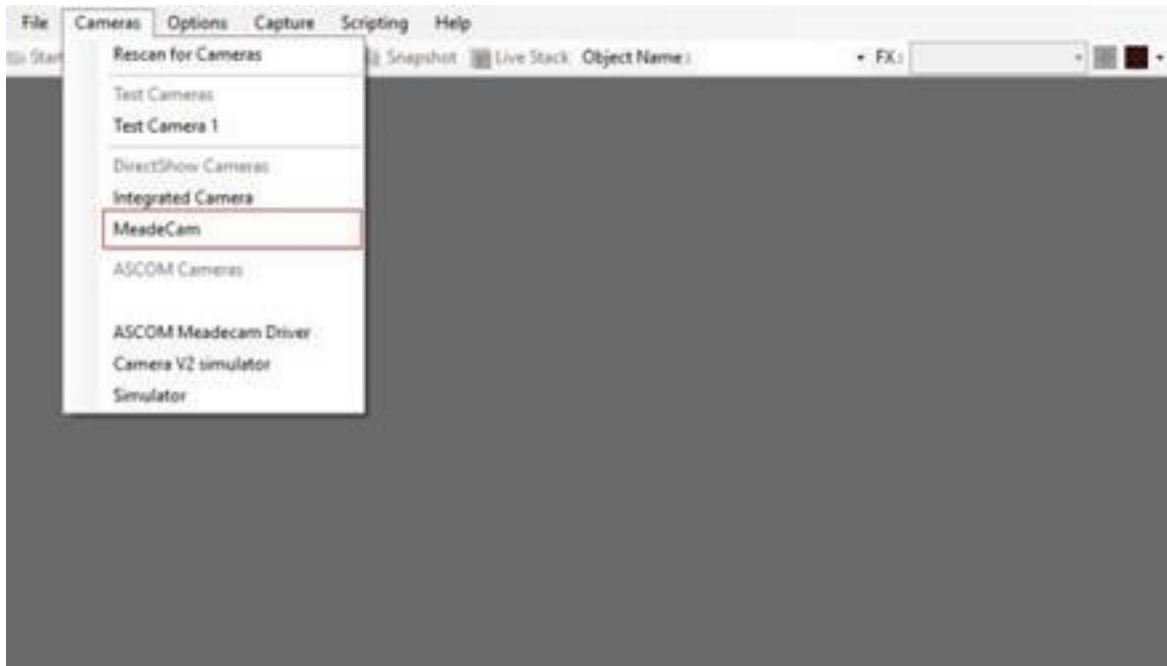 File Cameras Options Capture Scripting Help
Star Snapshot Live Stack Object Name : FX :
Rescan for Cameras
Test Cameras
Test Camera 1
DirectShow Cameras
Integrated Camera
MeadeCam
ASCOM Cameras
ASCOM Meadecam Driver
Camera V2 simulator
Simulator